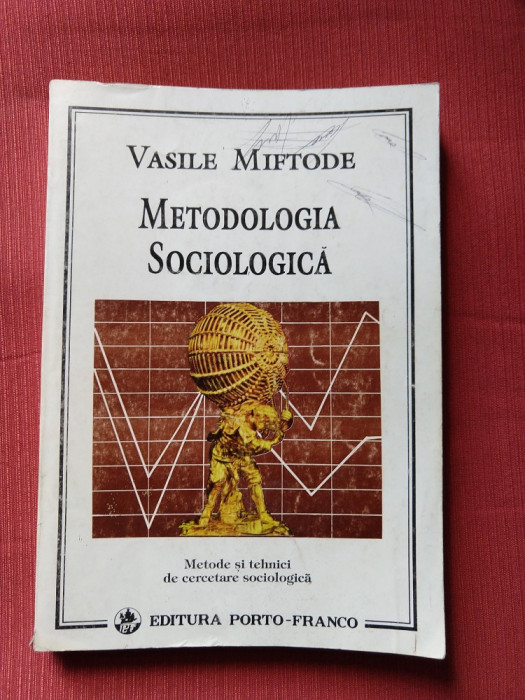 VASILE MIFTODE
METODOLOGIA
SOCIOLOGICĂ
Metode și tehnici
de cercetare sociologică
EDITURA PORTO-FRANCO